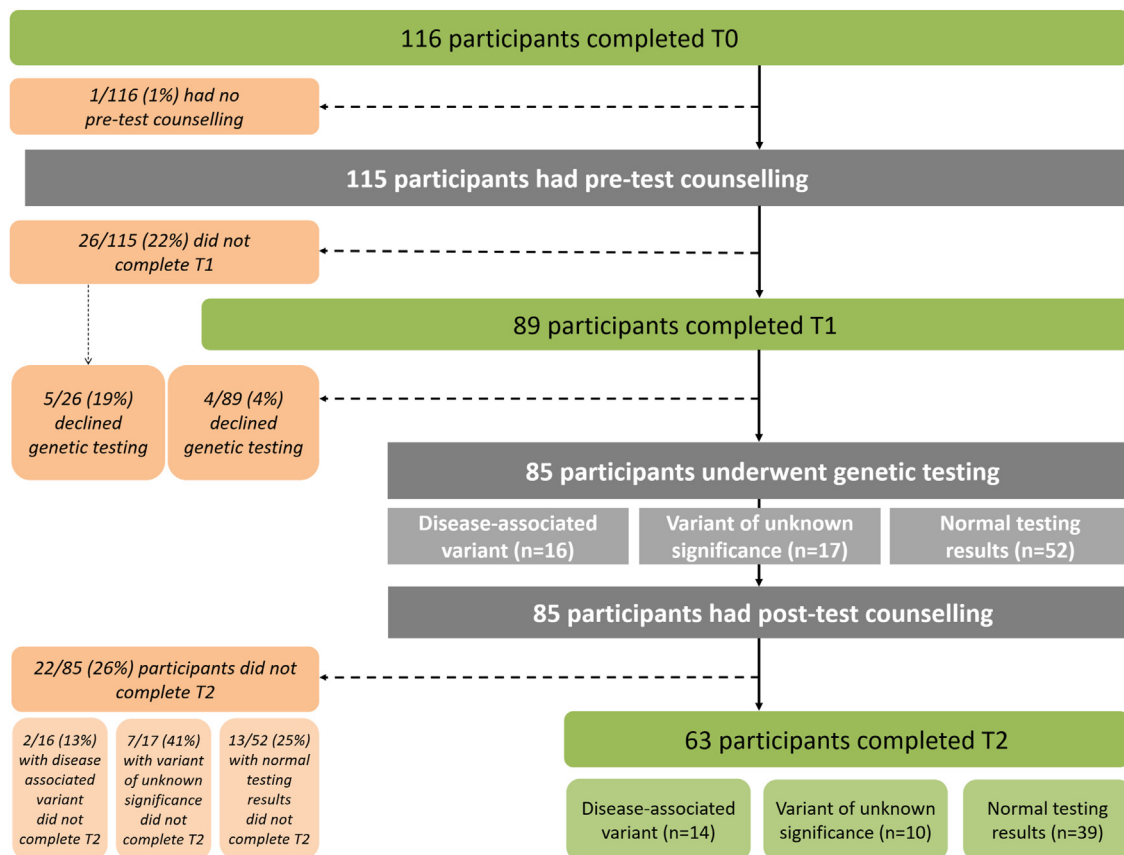 116 participants completed T0
1/116 (1%) had no
pre-test counselling
115 participants had pre-test counselling
26/115 (22%) did not
complete T1
89 participants completed T1
5/26 (19%)
declined
genetic testing
4/89 (4%)
declined
genetic testing
85 participants underwent genetic testing
Disease-associated
variant (n=16)
Variant of unknown
significance (n=17)
Normal testing
results (n=52)
85 participants had post-test counselling
22/85 (26%) participants did not
complete T2
2/16 (13%)
with disease
associated
variant
did not
complete T2
7/17 (41%)
with variant
of unknown
significance
did not
complete T2
13/52 (25%)
with normal
testing
results
did not
complete T2
63 participants completed T2
Disease-associated
variant (n=14)
Variant of unknown
significance (n=10)
Normal testing
results (n=39)